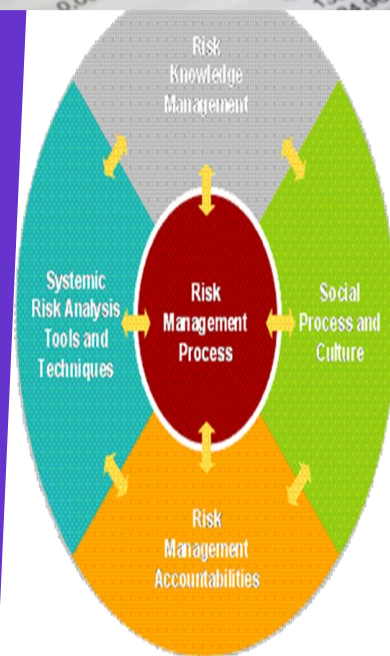 Risk
Knowledge
Management
Systemic
Risk Analysis
Tools and
Techniques
Risk
Management
Process
Social
Process and
Culture
Risk
Management
Accountabilities